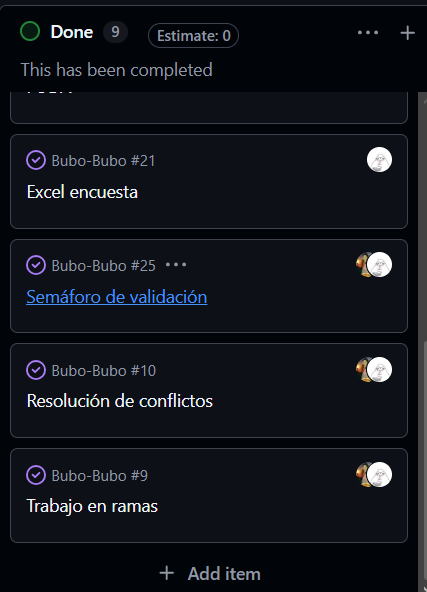 Done 9 Estimate: 0
This has been completed
Bubo-Bubo #21
Excel encuesta
Bubo-Bubo #25
Semáforo de validación
Bubo-Bubo #10
Resolución de conflictos
Bubo-Bubo #9
Trabajo en ramas
Add item